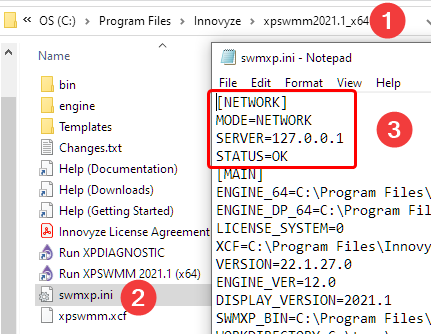 OS (C:) > Program Files > Innovyze > xpswmm2021.1_x64
1
bin
engine
Templates
Changes.txt
Help (Documentation)
Help (Downloads)
Help (Getting Started)
Innovyze License Agreement
Run XPDIAGNOSTIC
Run XPSWMM 2021.1 (x64)
swmxp.ini
2
xpswmm.xcf
swmxp.ini - Notepad
File Edit Format View Help
[NETWORK]
MODE=NETWORK
SERVER=127.0.0.1
STATUS=OK
3
[MAIN]
ENGINE_64=C:\Program Files\
ENGINE_DP_64=C:\Program Fil
LICENSE_SYSTEM=0
XCF=C:\Program Files\Innovy
VERSION=22.1.27.0
ENGINE_VER=12.0
DISPLAY_VERSION=2021.1
SWMXP_BIN=C:\Program Files\